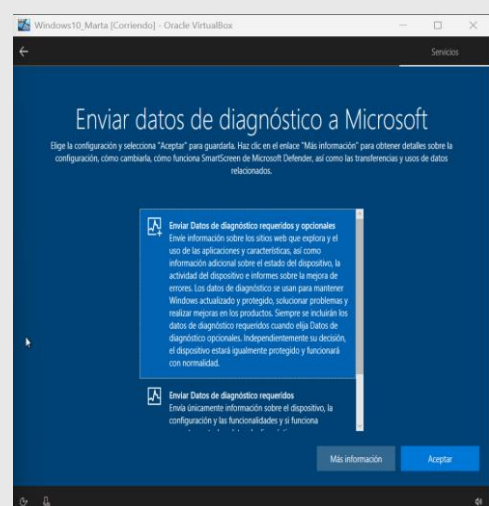 Windows10_Marta [Corriendo] - Oracle VirtualBox
Servicios
Enviar datos de diagnóstico a Microsoft
Elige la configuración y selecciona "Aceptar" para guardarla. Haz clic en el enlace "Más información" para obtener detalles sobre la
configuración, cómo cambiarla, cómo funciona SmartScreen de Microsoft Defender, así como las transferencias y usos de datos
relacionados.
Enviar Datos de diagnóstico requeridos y opcionales
Envíe información sobre los sitios web que explora y el
uso de las aplicaciones y características, así como
información adicional sobre el estado del dispositivo, la
actividad del dispositivo e informes sobre la mejora de
errores. Los datos de diagnóstico se usan para mantener
Windows actualizado y protegido, solucionar problemas y
realizar mejoras en los productos. Siempre se incluirán los
datos de diagnóstico requeridos cuando elija Datos de
diagnóstico opcionales. Independientemente su decisión,
el dispositivo estará igualmente protegido y funcionará
con normalidad.
Enviar Datos de diagnóstico requeridos
Envía únicamente información sobre el dispositivo, la
configuración y las funcionalidades y si funciona
Más información
Aceptar